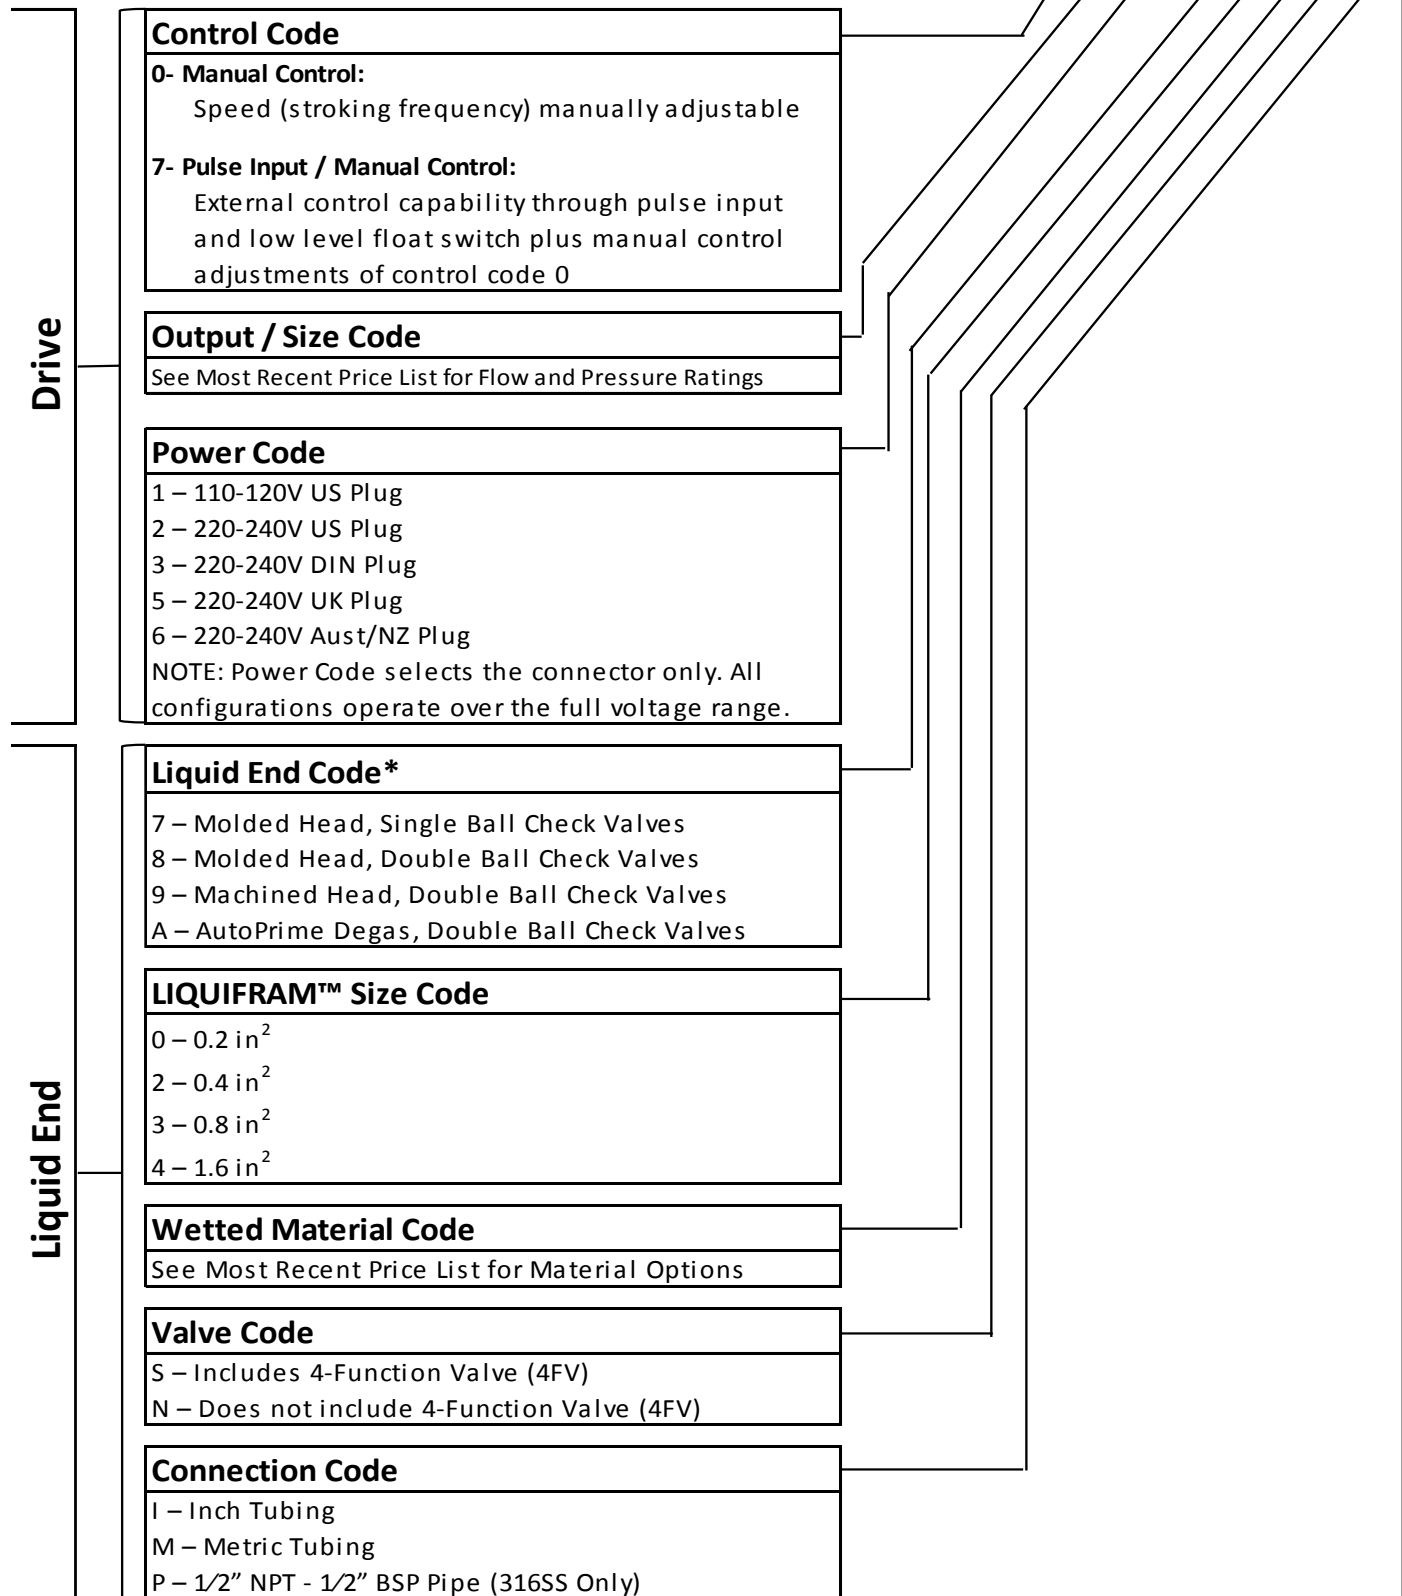 Drive
Control Code
0- Manual Control:
Speed (stroking frequency) manually adjustable
7- Pulse Input / Manual Control:
External control capability through pulse input
and low level float switch plus manual control
adjustments of control code 0
Output / Size Code
See Most Recent Price List for Flow and Pressure Ratings
Power Code
1 – 110-120V US Plug
2 – 220-240V US Plug
3 – 220-240V DIN Plug
5 – 220-240V UK Plug
6 – 220-240V Aust/NZ Plug
NOTE: Power Code selects the connector only. All
configurations operate over the full voltage range.
Liquid End
Liquid End Code*
7 – Molded Head, Single Ball Check Valves
8 – Molded Head, Double Ball Check Valves
9 – Machined Head, Double Ball Check Valves
A – AutoPrime Degas, Double Ball Check Valves
LIQUIFRAM™ Size Code
0 – 0.2 in²
2 – 0.4 in²
3 – 0.8 in²
4 – 1.6 in²
Wetted Material Code
See Most Recent Price List for Material Options
Valve Code
S – Includes 4-Function Valve (4FV)
N – Does not include 4-Function Valve (4FV)
Connection Code
I – Inch Tubing
M – Metric Tubing
P – 1⁄2” NPT - 1⁄2” BSP Pipe (316SS Only)